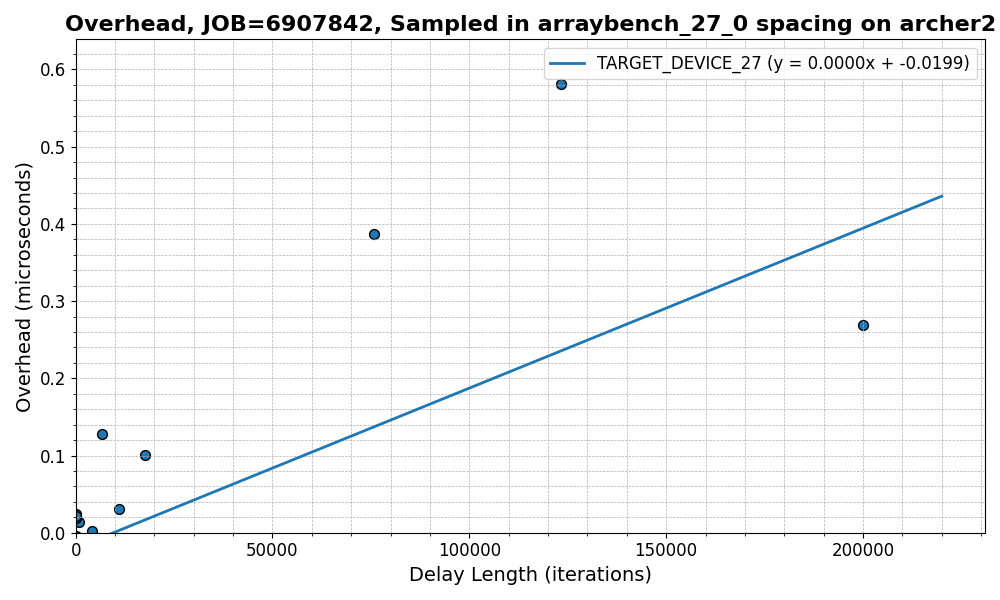 Overhead, JOB=6907842, Sampled in arraybench_27_0 spacing on archer2
TARGET_DEVICE_27 (y = 0.0000x + -0.0199)
Overhead (microseconds)
0.6
0.5
0.4
0.3
0.2
0.1
0.0
0 50000 100000 150000 200000
Delay Length (iterations)